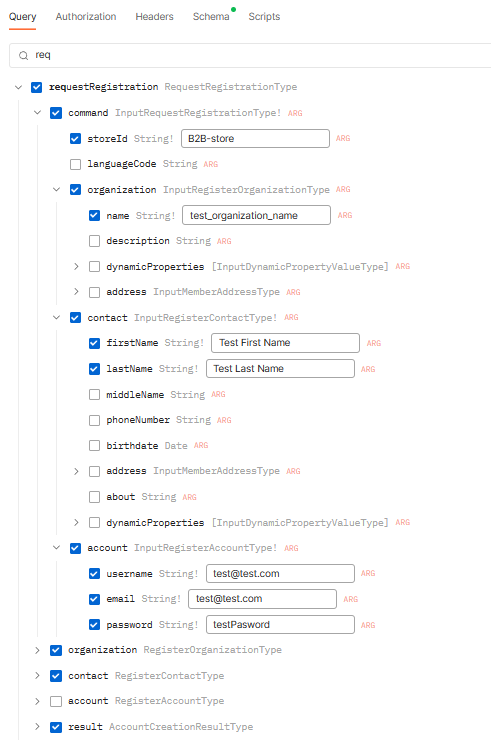 Query Authorization Headers Schema Scripts
req
requestRegistration RequestRegistrationType
command InputRequestRegistrationType! ARG
storeId String! B2B-store ARG
languageCode String ARG
organization InputRegisterOrganizationType ARG
name String! test_organization_name ARG
description String ARG
dynamicProperties [InputDynamicPropertyValueType] ARG
address InputMemberAddressType ARG
contact InputRegisterContactType! ARG
firstName String! Test First Name ARG
lastName String! Test Last Name ARG
middleName String ARG
phoneNumber String ARG
birthdate Date ARG
address InputMemberAddressType ARG
about String ARG
dynamicProperties [InputDynamicPropertyValueType] ARG
account InputRegisterAccountType! ARG
username String! test@test.com ARG
email String! test@test.com ARG
password String! testPasword ARG
organization RegisterOrganizationType
contact RegisterContactType
account RegisterAccountType
result AccountCreationResultType